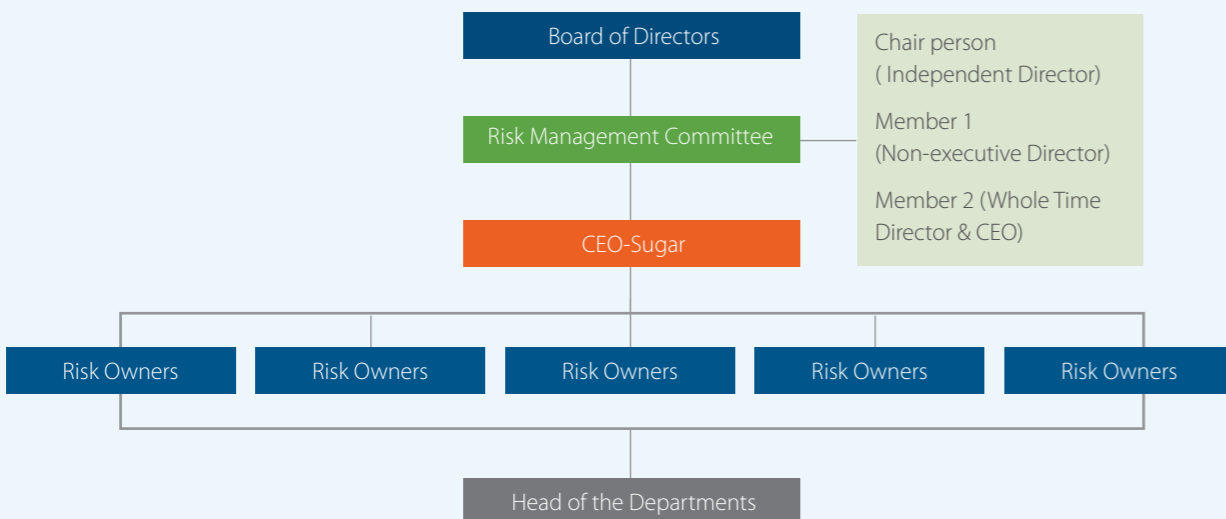 Board of Directors
Chair person
( Independent Director)
Risk Management Committee
Member 1
(Non-executive Director)
Member 2 (Whole Time
Director & CEO)
CEO-Sugar
Risk Owners
Risk Owners
Risk Owners
Risk Owners
Risk Owners
Head of the Departments